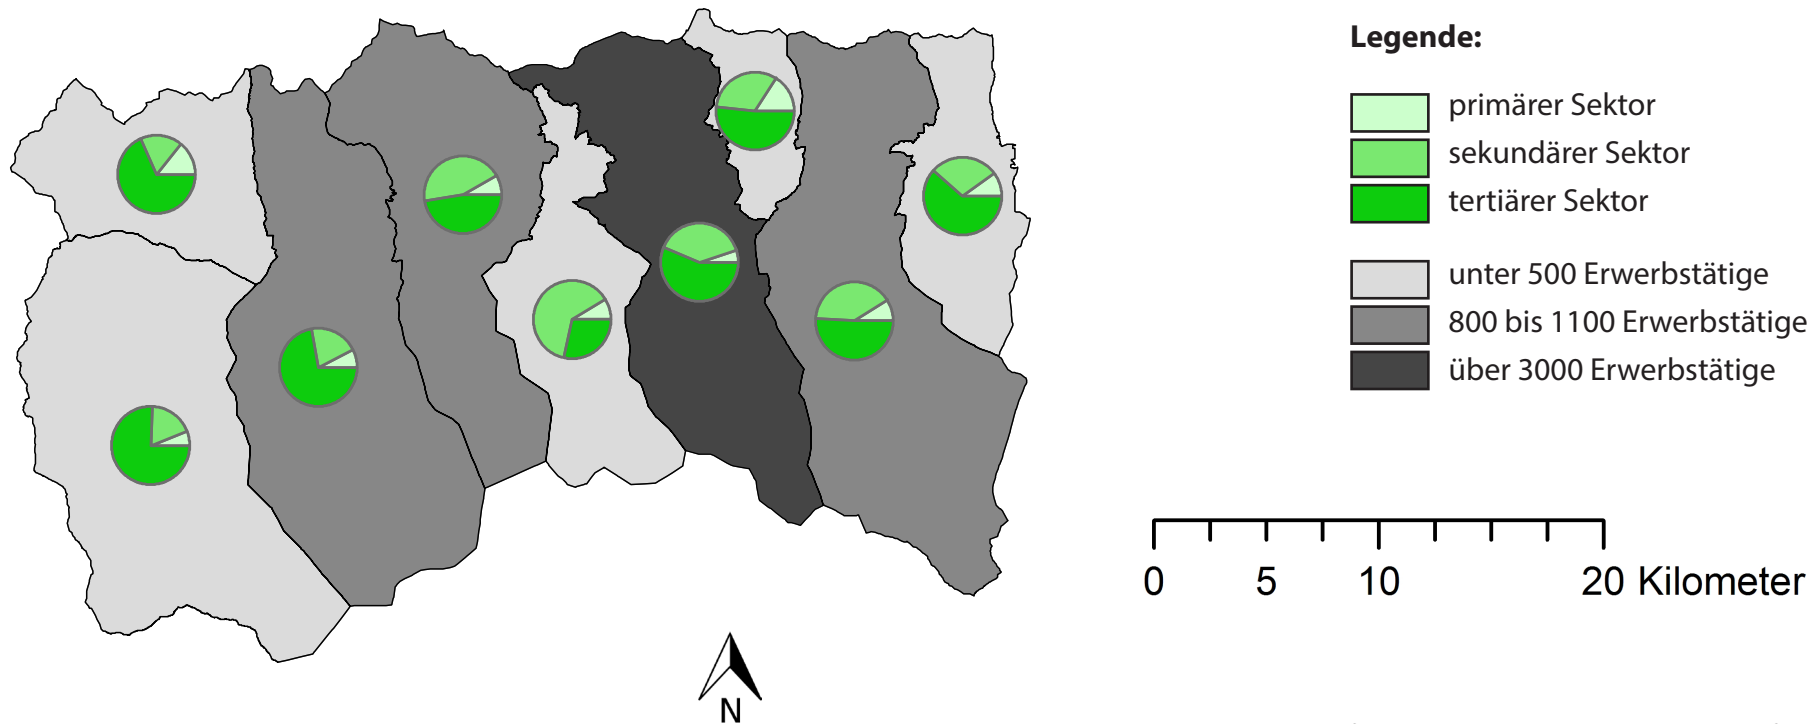 Legende:
primärer Sektor
sekundärer Sektor
tertiärer Sektor
unter 500 Erwerbstätige
800 bis 1100 Erwerbstätige
über 3000 Erwerbstätige
0 5 10 20 Kilometer
N